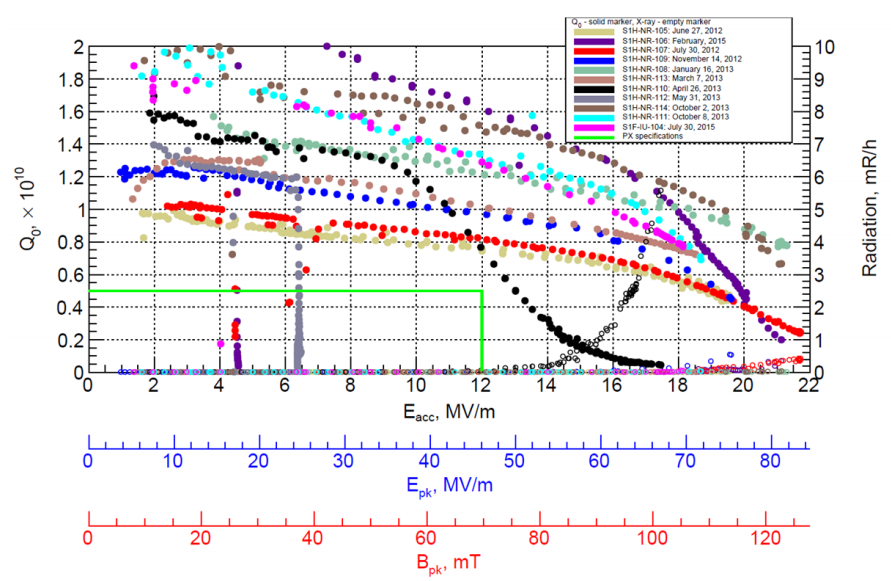 Q0 - solid marker, X-ray - empty marker
S1H-NR-105: June 27, 2012
S1H-NR-106: February, 2015
S1H-NR-107: July 30, 2012
S1H-NR-109: November 14, 2012
S1H-NR-108: January 16, 2013
S1H-NR-113: March 7, 2013
S1H-NR-110: April 26, 2013
S1H-NR-112: May 31, 2013
S1H-NR-114: October 2, 2013
S1H-NR-111: October 8, 2013
S1F-IU-104: July 30, 2015
PX specifications
2
1.8
1.6
1.4
1.2
1
0.8
0.6
0.4
0.2
0
Q0, × 10^10
10
9
8
7
6
5
4
3
2
1
0
Radiation, mR/h
0 2 4 6 8 10 12 14 16 18 20 22
Eacc, MV/m
0 10 20 30 40 50 60 70 80
Epk, MV/m
0 20 40 60 80 100 120
Bpk, mT